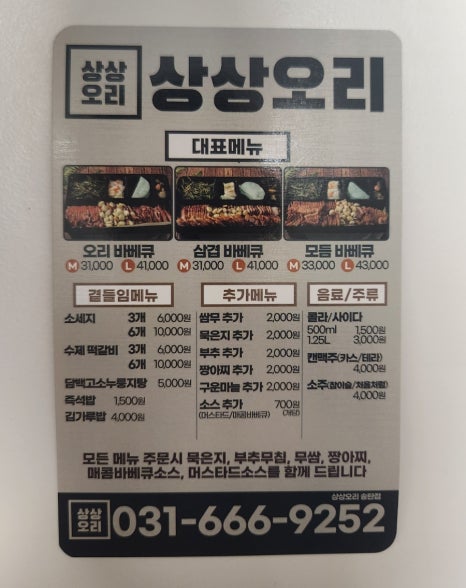 상상
오리
상상오리
대표메뉴
오리 바베큐
M 31,000 L 41,000
삼겹 바베큐
M 31,000 L 41,000
모듬 바베큐
M 33,000 L 43,000
곁들임메뉴
소세지 3개 6,000원
6개 10,000원
수제 떡갈비 3개 6,000원
6개 10,000원
담백고소누룽지탕 5,000원
즉석밥 1,500원
김가루밥 4,000원
추가메뉴
쌈무 추가 2,000원
묵은지 추가 2,000원
부추 추가 2,000원
짱아찌 추가 2,000원
구운마늘 추가 2,000원
소스 추가 700원
(머스타드/매콤바베큐) (개당)
음료/주류
콜라/사이다
500ml 1,500원
1.25L 3,000원
캔맥주(카스/테라)
4,000원
소주(참이슬/처음처럼)
4,000원
모든 메뉴 주문시 묵은지, 부추무침, 무쌈, 짱아찌,
매콤바베큐소스, 머스타드소스를 함께 드립니다
상상오리 송탄점
상상
오리
031-666-9252